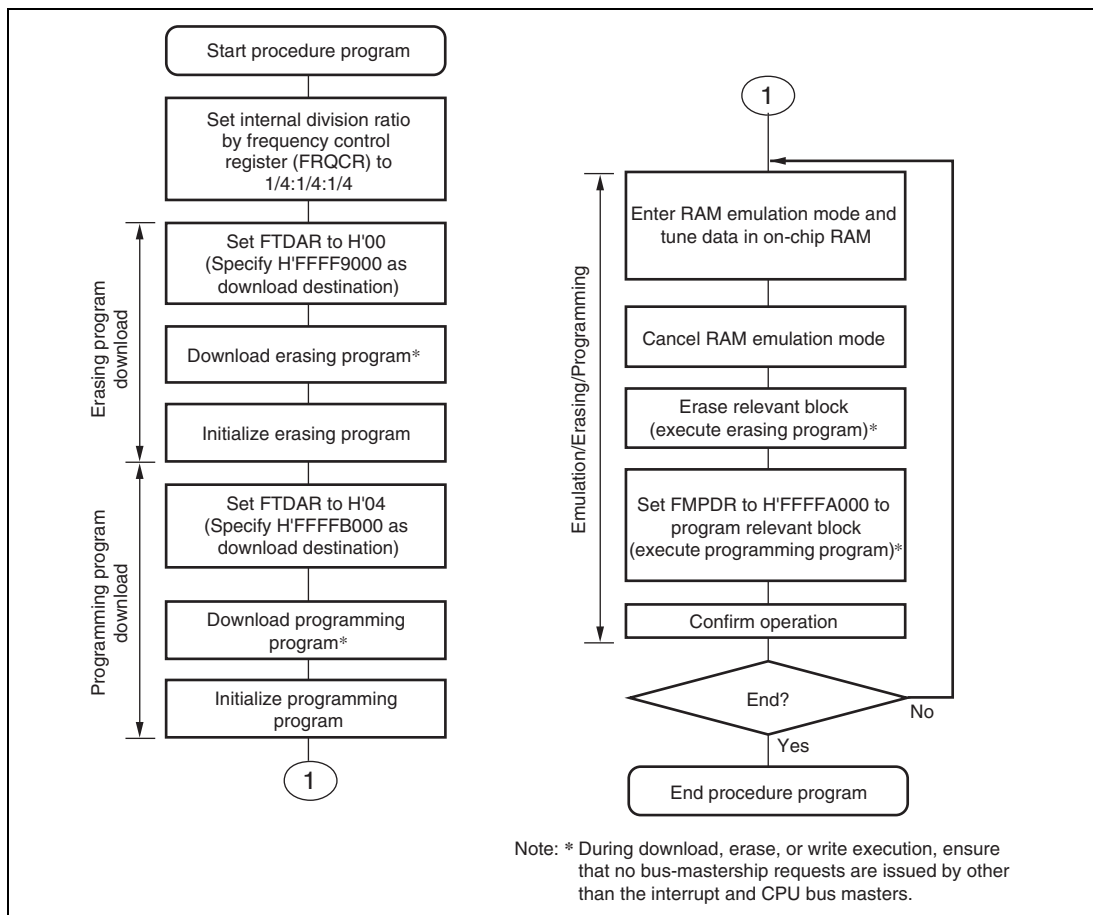 Start procedure program
Set internal division ratio
by frequency control
register (FRQCR) to
1/4:1/4:1/4
Erasing program
download
Set FTDAR to H'00
(Specify H'FFFF9000 as
download destination)
Download erasing program*
Initialize erasing program
Programming program
download
Set FTDAR to H'04
(Specify H'FFFFB000 as
download destination)
Download programming
program*
Initialize programming
program
1
1
Emulation/Erasing/Programming
Enter RAM emulation mode and
tune data in on-chip RAM
Cancel RAM emulation mode
Erase relevant block
(execute erasing program)*
Set FMPDR to H'FFFFA000 to
program relevant block
(execute programming program)*
Confirm operation
End?
No
Yes
End procedure program
Note: * During download, erase, or write execution, ensure
that no bus-mastership requests are issued by other
than the interrupt and CPU bus masters.